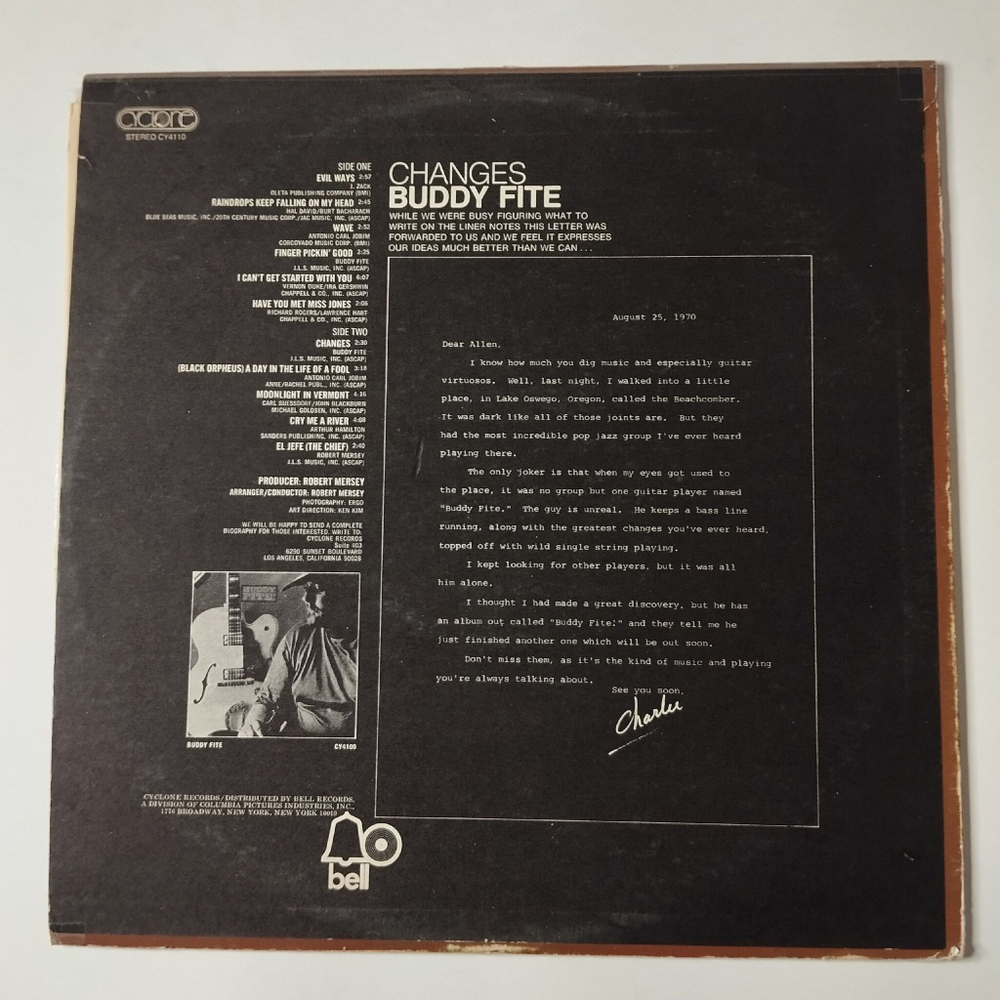 cyclone
STEREO CY4110
SIDE ONE
EVIL WAYS 2:57
J. ZACK
OLETA PUBLISHING COMPANY (BMI)
RAINDROPS KEEP FALLING ON MY HEAD 2:45
HAL DAVID/BURT BACHARACH
BLUE SEAS MUSIC, INC./20TH CENTURY MUSIC CORP./JAC MUSIC, INC. (ASCAP)
WAVE 2:52
ANTONIO CARL JOBIM
CORCOVADO MUSIC CORP. (BMI)
FINGER PICKIN' GOOD 2:25
BUDDY FITE
J.L.S. MUSIC, INC. (ASCAP)
I CAN'T GET STARTED WITH YOU 6:07
VERNON DUKE/IRA GERSHWIN
CHAPPELL & CO., INC. (ASCAP)
HAVE YOU MET MISS JONES 2:06
RICHARD ROGERS/LAWRENCE HART
CHAPPELL & CO., INC. (ASCAP)
SIDE TWO
CHANGES 2:30
BUDDY FITE
J.L.S. MUSIC, INC. (ASCAP)
(BLACK ORPHEUS) A DAY IN THE LIFE OF A FOOL 3:18
ANTONIO CARL JOBIM
ANNE/RACHEL PUBL., INC. (ASCAP)
MOONLIGHT IN VERMONT 4:16
CARL SUESSDORF/JOHN BLACKBURN
MICHAEL GOLDSEN, INC. (ASCAP)
CRY ME A RIVER 4:08
ARTHUR HAMILTON
SANDERS PUBLISHING, INC. (ASCAP)
EL JEFE (THE CHIEF) 2:40
ROBERT MERSEY
J.L.S. MUSIC, INC. (ASCAP)
PRODUCER: ROBERT MERSEY
ARRANGER/CONDUCTOR: ROBERT MERSEY
PHOTOGRAPHY: ERGO
ART DIRECTION: KEN KIM
WE WILL BE HAPPY TO SEND A COMPLETE
BIOGRAPHY FOR THOSE INTERESTED, WRITE TO:
CYCLONE RECORDS
Suite 403
6290 SUNSET BOULEVARD
LOS ANGELES, CALIFORNIA 90028
BUDDY
FITE!
BUDDY FITE CY4100
CYCLONE RECORDS/DISTRIBUTED BY BELL RECORDS,
A DIVISION OF COLUMBIA PICTURES INDUSTRIES, INC.,
1776 BROADWAY, NEW YORK, NEW YORK 10019
bell
CHANGES
BUDDY FITE
WHILE WE WERE BUSY FIGURING WHAT TO
WRITE ON THE LINER NOTES THIS LETTER WAS
FORWARDED TO US AND WE FEEL IT EXPRESSES
OUR IDEAS MUCH BETTER THAN WE CAN . . .
August 25, 1970
Dear Allen,
I know how much you dig music and especially guitar
virtuosos. Well, last night, I walked into a little
place, in Lake Oswego, Oregon, called the Beachcomber.
It was dark like all of those joints are. But they
had the most incredible pop jazz group I've ever heard
playing there.
The only joker is that when my eyes got used to
the place, it was no group but one guitar player named
"Buddy Fite." The guy is unreal. He keeps a bass line
running, along with the greatest changes you've ever heard,
topped off with wild single string playing.
I kept looking for other players, but it was all
him alone.
I thought I had made a great discovery, but he has
an album out called "Buddy Fite!" and they tell me he
just finished another one which will be out soon.
Don't miss them, as it's the kind of music and playing
you're always talking about.
See you soon,
Charlie